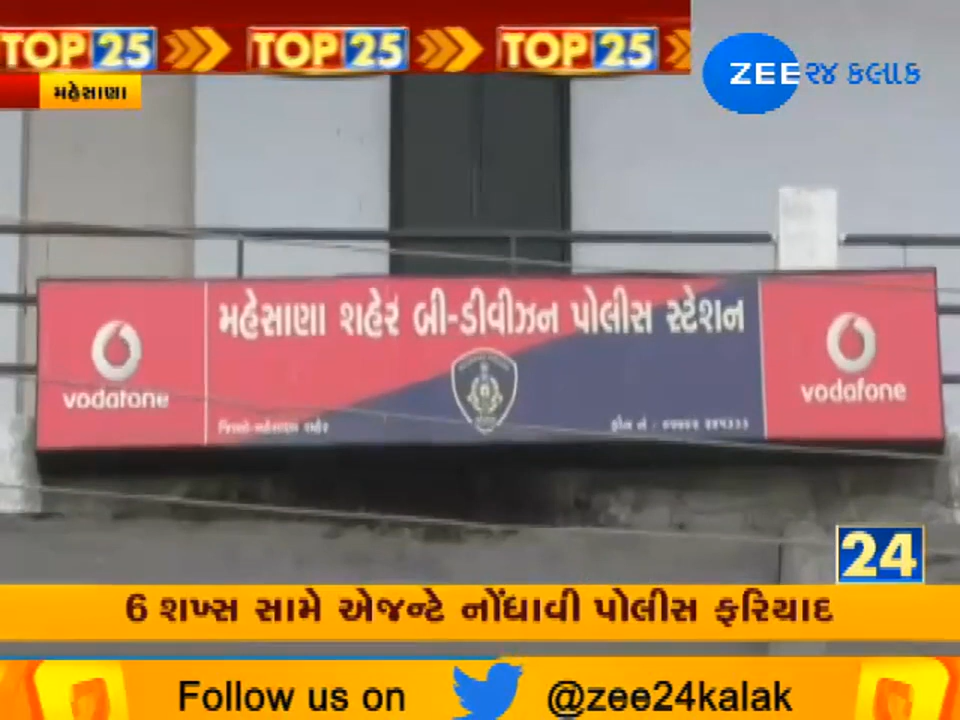 TOP 25 TOP 25 TOP 25
ZEE ૨૪ કલાક
મહેસાણા
મહેસાણા શહેર બી-ડીવીઝન પોલીસ સ્ટેશન
vodafone
vodafone
24
6 શખ્સ સામે એજન્ટે નોંધાવી પોલીસ ફરિયાદ
Follow us on @zee24kalak